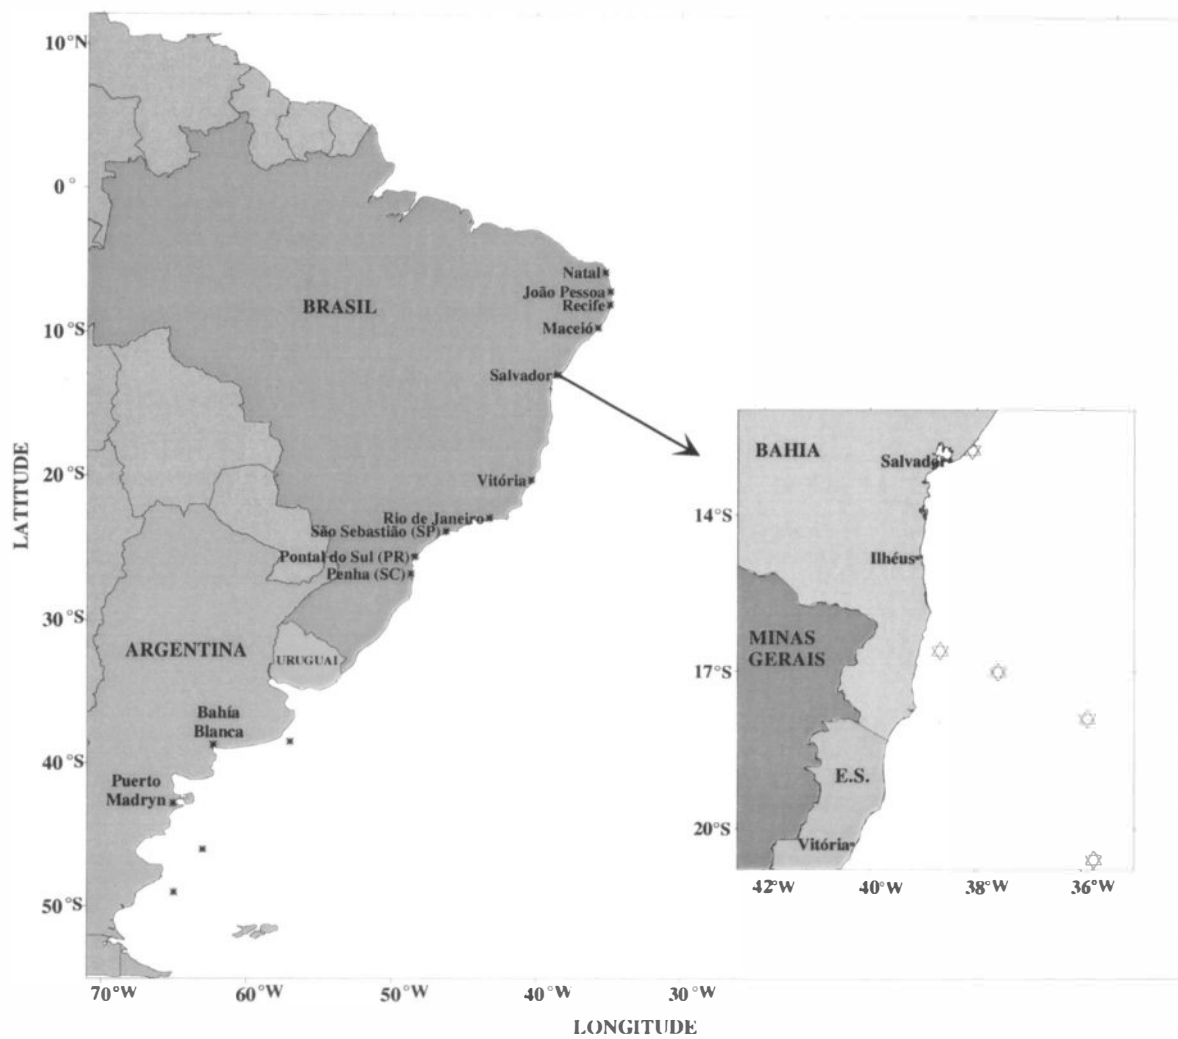 10°N
0°
10°S
20°S
30°S
40°S
50°S
LATITUDE
BRASIL
Natal
João Pessoa
Recife
Maceió
Salvador
Vitória
Rio de Janeiro
São Sebastião (SP)
Pontal do Sul (PR)
Penha (SC)
ARGENTINA
URUGUAI
Bahía
Blanca
Puerto
Madryn
70°W
60°W
50°W
40°W
30°W
LONGITUDE
BAHIA
Salvador
14°S
Ilhéus
MINAS
GERAIS
17°S
E.S.
20°S
Vitória
42°W
40°W
38°W
36°W